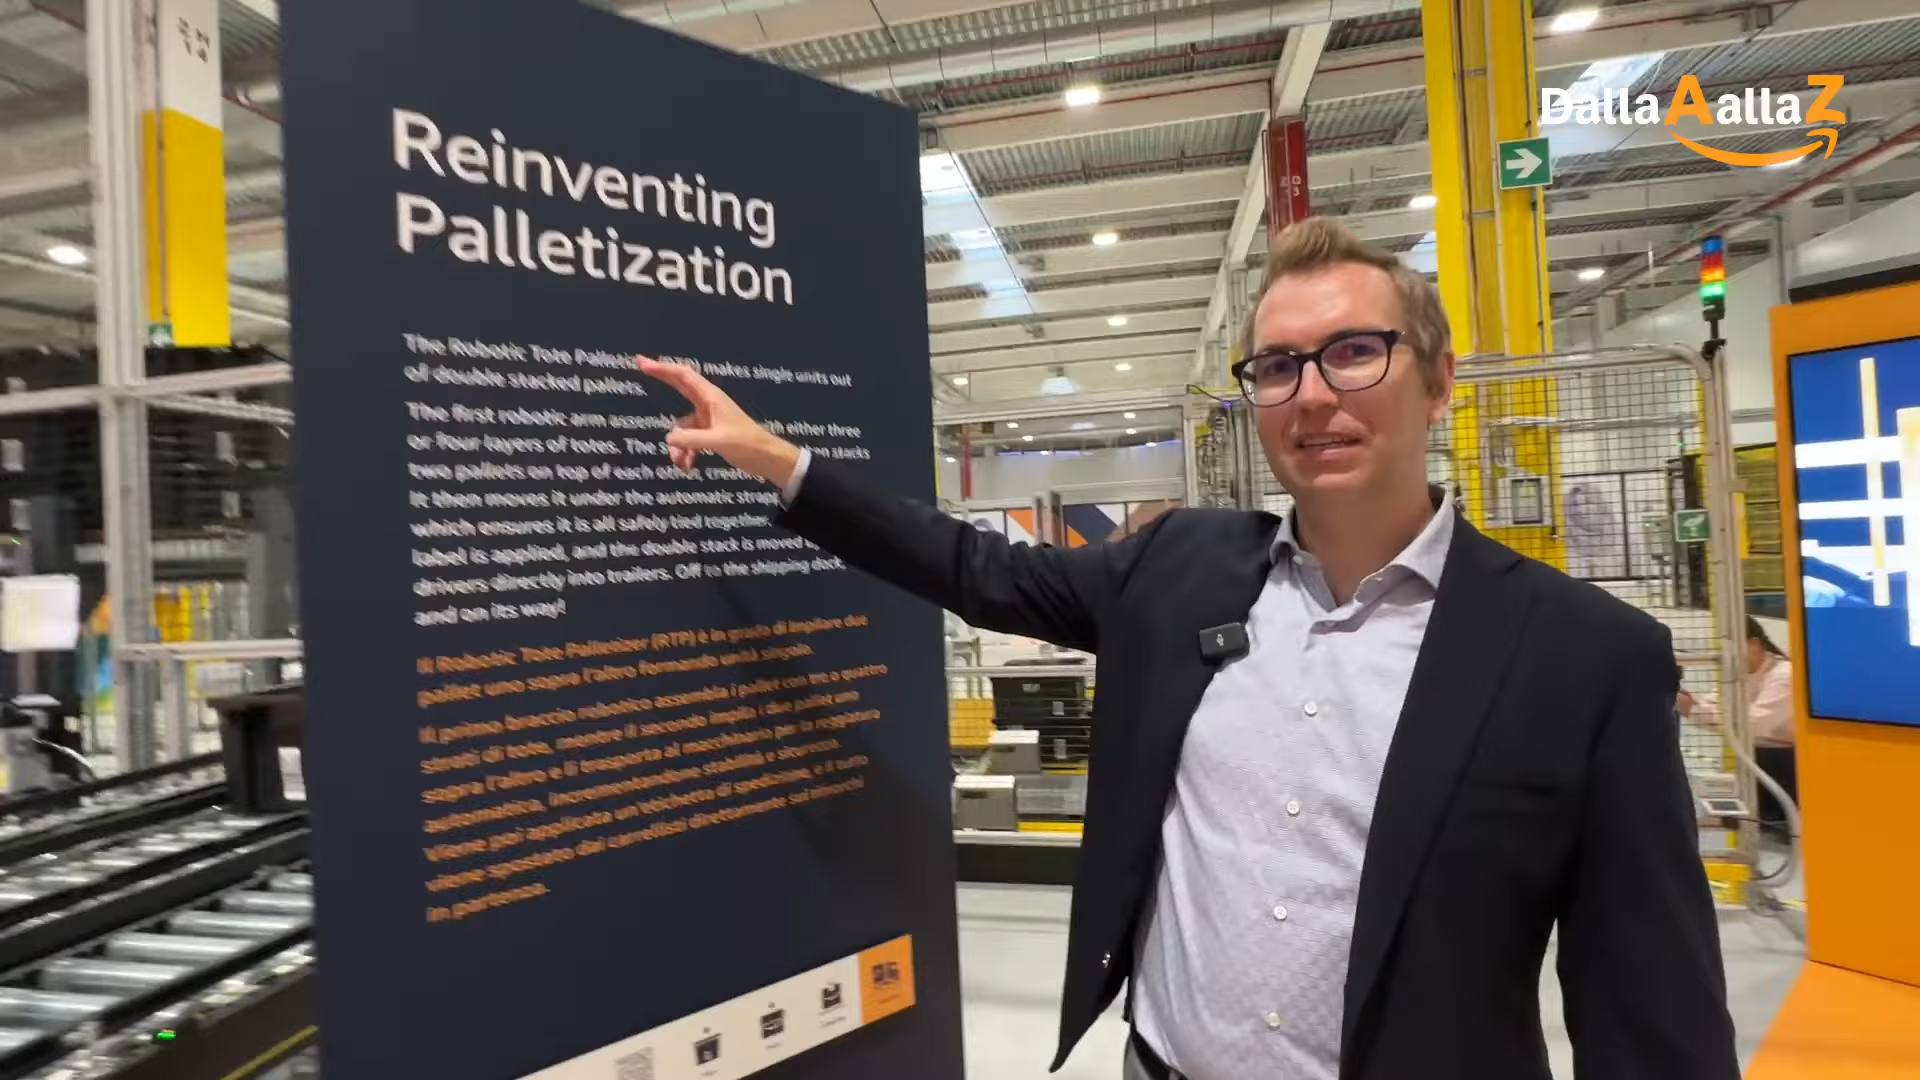 DallaAallaZ
Reinventing
Palletization
The Robotic Tote Palletizer (RTP) makes single units out
of double stacked pallets.
The first robotic arm with either three
or four layers of totes. The stacks
two pallets on top of each other,
It then moves it under the automatic
which ensures it is all safely tied together.
label is applied, and the double stack is moved
drivers directly into trailers. Off to the shipping dock,
and on its way!
Il Robotic Tote Palletizer (RTP) è in grado di impilare due
pallet uno sopra l'altro formando unità singole.
Il primo braccio robotico assembla i pallet con tre o quattro
strati di tote, mentre il secondo impila i due pallet uno
sopra l'altro e li trasporta al macchinario per la reggiatura
automatica, incrementandone stabilità e sicurezza.
Viene poi applicata un'etichetta di spedizione, e il tutto
viene spostato dai carrellisti direttamente sui rimorchi
in partenza.